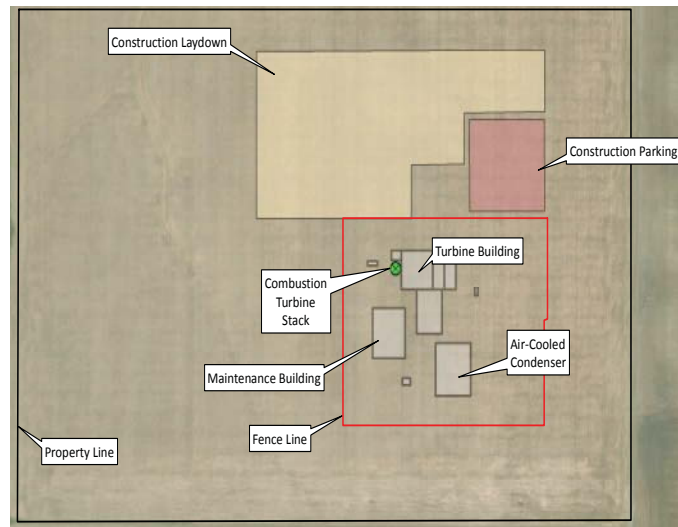 Construction Laydown
Construction Parking
Turbine Building
Combustion
Turbine
Stack
Air-Cooled
Condenser
Maintenance Building
Fence Line
Property Line